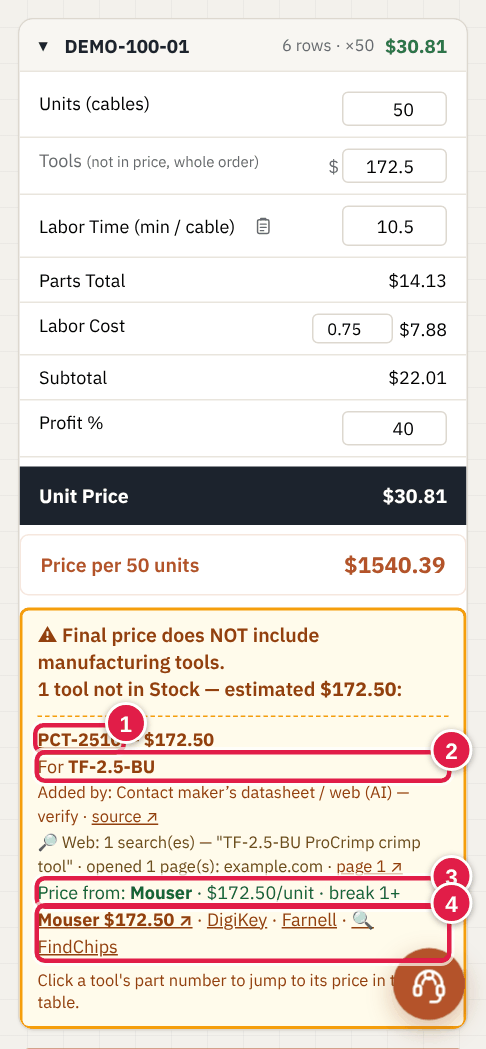 ▼ DEMO-100-01 6 rows · ×50 $30.81
Units (cables) 50
Tools (not in price, whole order) $ 172.5
Labor Time (min / cable) 10.5
Parts Total $14.13
Labor Cost 0.75 $7.88
Subtotal $22.01
Profit % 40
Unit Price $30.81
Price per 50 units $1540.39
⚠ Final price does NOT include
manufacturing tools.
1 tool not in Stock — estimated $172.50:
1
PCT-2510 $172.50
2
For TF-2.5-BU
Added by: Contact maker's datasheet / web (AI) —
verify · source ↗
🔎 Web: 1 search(es) — "TF-2.5-BU ProCrimp crimp
tool" · opened 1 page(s): example.com · page 1 ↗
3
Price from: Mouser · $172.50/unit · break 1+
4
Mouser $172.50 ↗ · DigiKey · Farnell · 🔍
FindChips
Click a tool's part number to jump to its price in
table.